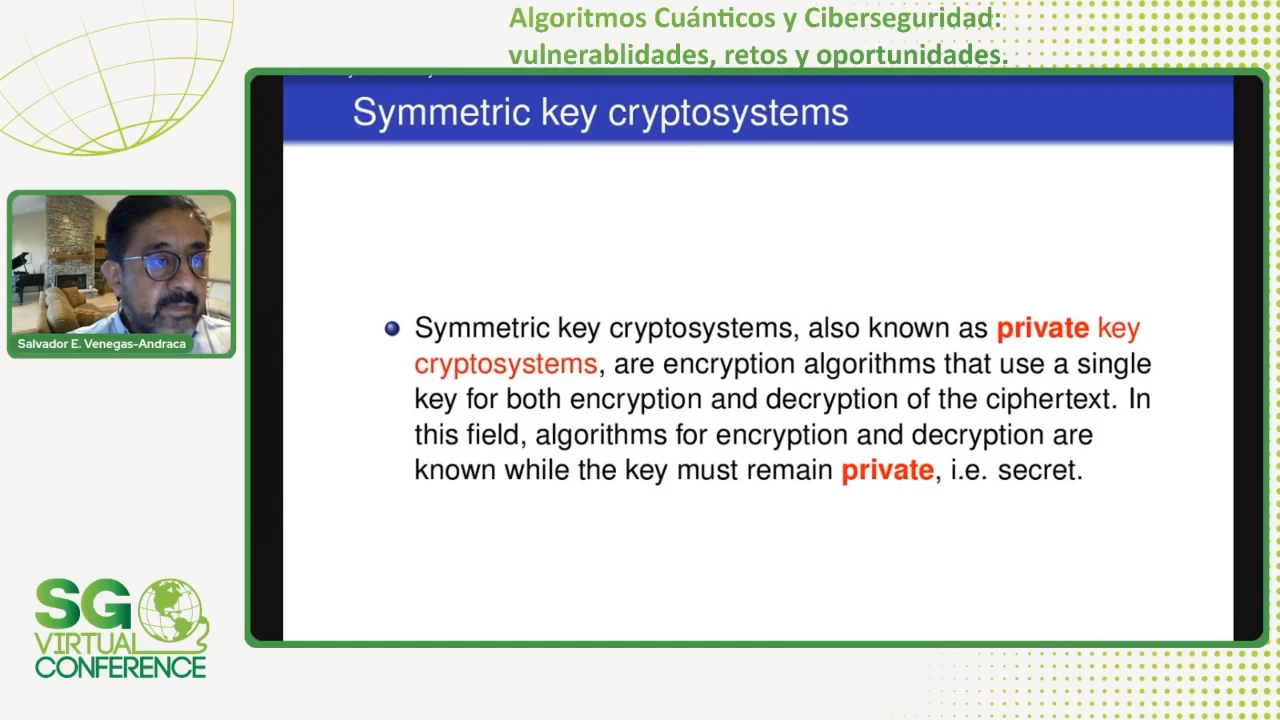 Algoritmos Cuánticos y Ciberseguridad:
vulnerablidades, retos y oportunidades.
Symmetric key cryptosystems
Symmetric key cryptosystems, also known as private key
cryptosystems, are encryption algorithms that use a single
key for both encryption and decryption of the ciphertext. In
this field, algorithms for encryption and decryption are
known while the key must remain private, i.e. secret.
Salvador E. Venegas-Andraca
SG
VIRTUAL
CONFERENCE